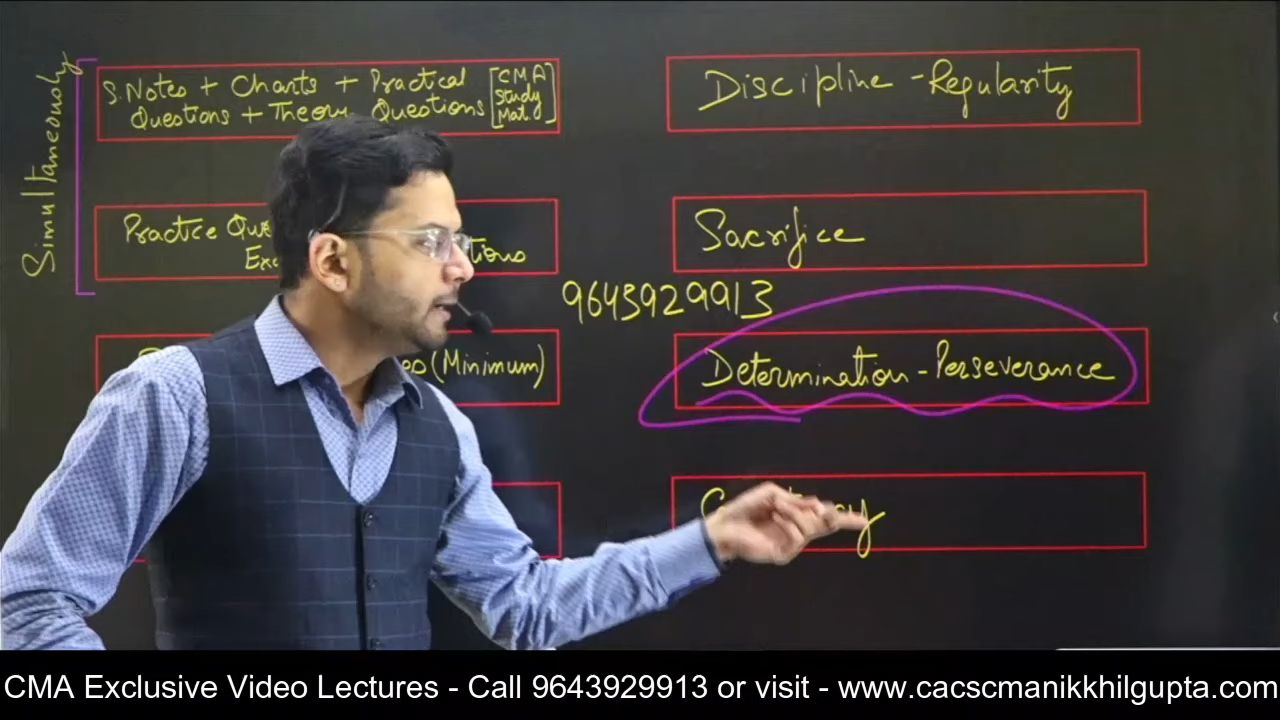 Simultaneously
S.Notes + Charts + Practical
Questions + Theory Questions
[CMA
Study
Mat.]
Discipline - Regularity
Practice
Sacrifice
9643929913
(Minimum)
Determination - Perseverance
CMA Exclusive Video Lectures - Call 9643929913 or visit - www.cacscmanikkhilgupta.com